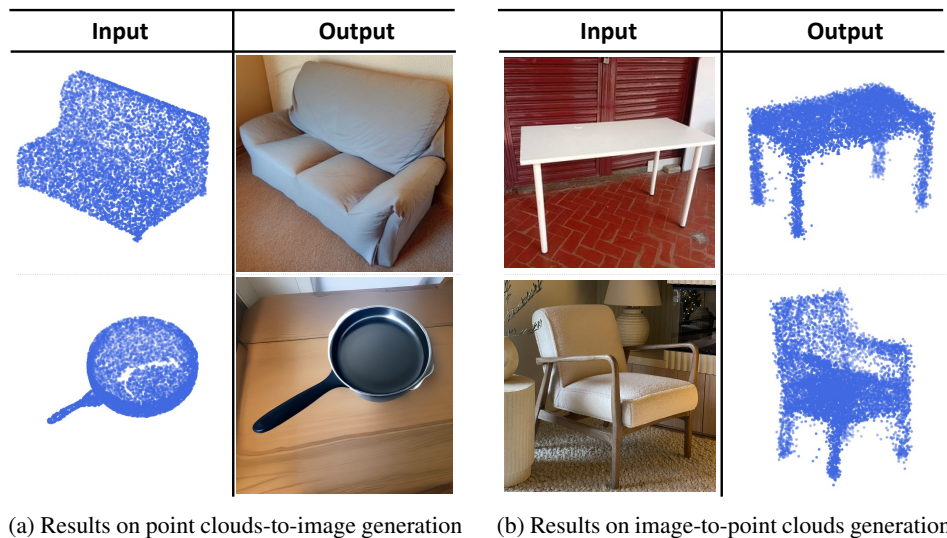 Input Output
Input Output
(a) Results on point clouds-to-image generation
(b) Results on image-to-point clouds generation